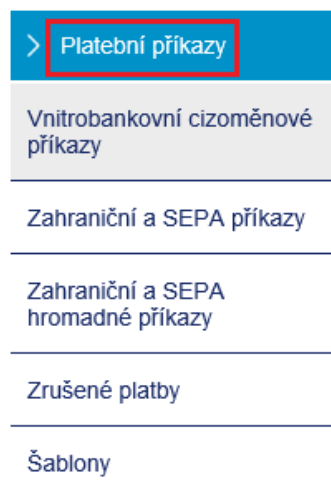 Platební příkazy
Vnitrobankovní cizoměnové
příkazy
Zahraniční a SEPA příkazy
Zahraniční a SEPA
hromadné příkazy
Zrušené platby
Šablony